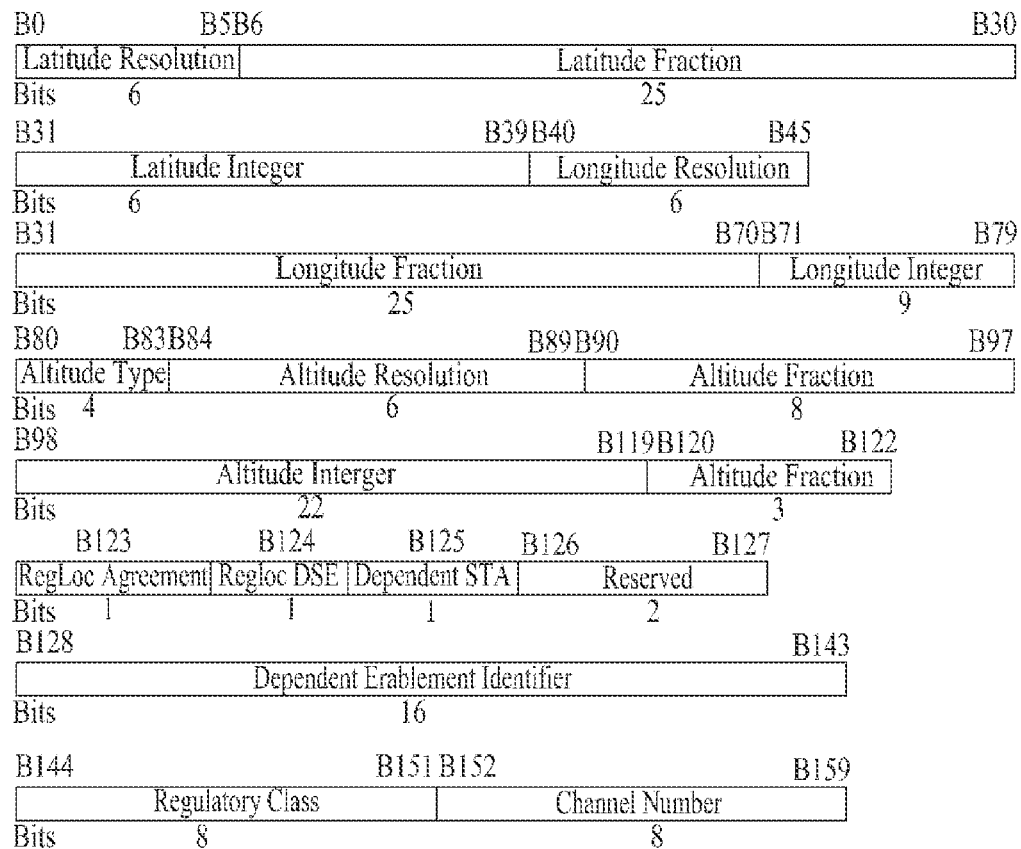 B0 B5B6 B30
Latitude Resolution Latitude Fraction
Bits 6 25
B31 B39B40 B45
Latitude Integer Longitude Resolution
Bits 6 6
B31 B70B71 B79
Longitude Fraction Longitude Integer
Bits 25 9
B80 B83B84 B89B90 B97
Altitude Type Altitude Resolution Altitude Fraction
Bits 4 6 8
B98 B119B120 B122
Altitude Interger Altitude Fraction
Bits 22 3
B123 B124 B125 B126 B127
RegLoc Agreement Regloc DSE Dependent STA Reserved
Bits 1 1 1 2
B128 B143
Dependent Erablement Identifier
Bits 16
B144 B151B152 B159
Regulatory Class Channel Number
Bits 8 8